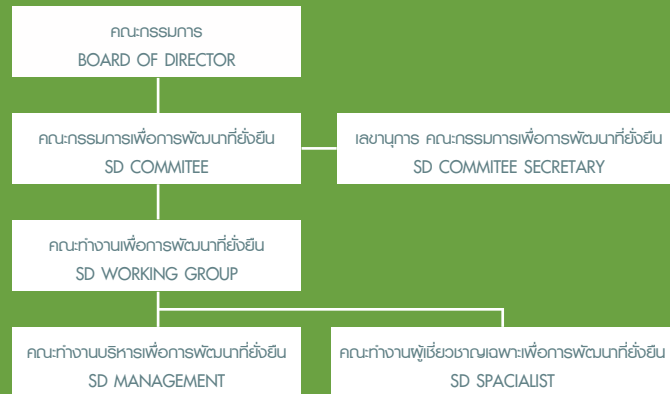 คณะกรรมการ
BOARD OF DIRECTOR
คณะกรรมการเพื่อการพัฒนาที่ยั่งยืน
SD COMMITEE
เลขานุการ คณะกรรมการเพื่อการพัฒนาที่ยั่งยืน
SD COMMITEE SECRETARY
คณะทำงานเพื่อการพัฒนาที่ยั่งยืน
SD WORKING GROUP
คณะทำงานบริหารเพื่อการพัฒนาที่ยั่งยืน
SD MANAGEMENT
คณะทำงานผู้เชี่ยวชาญเฉพาะเพื่อการพัฒนาที่ยั่งยืน
SD SPACIALIST